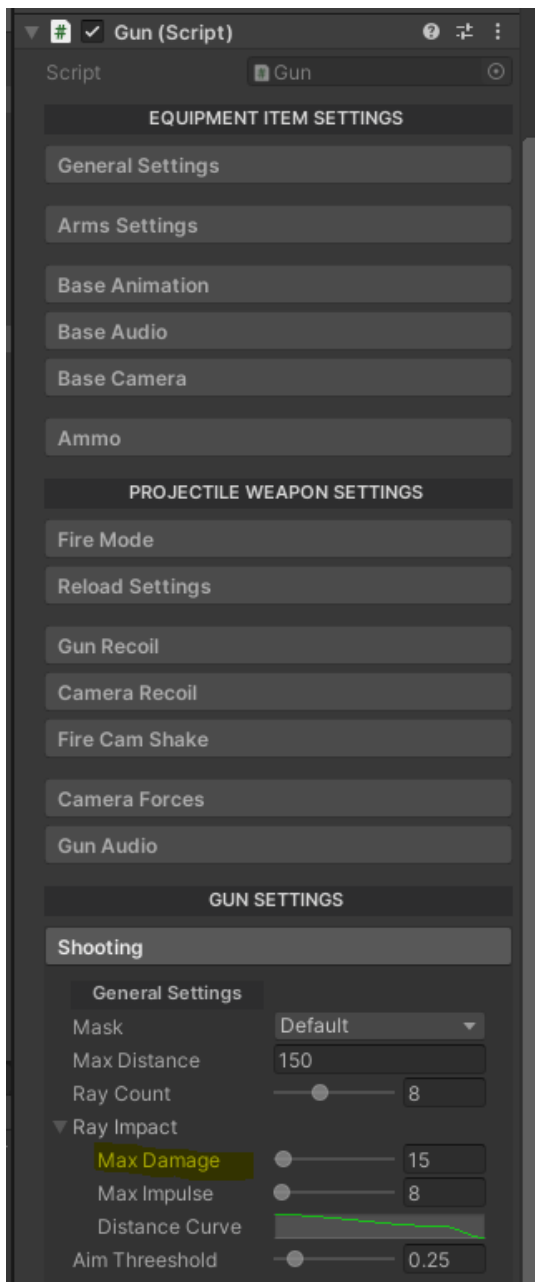 Gun (Script)
Script Gun
EQUIPMENT ITEM SETTINGS
General Settings
Arms Settings
Base Animation
Base Audio
Base Camera
Ammo
PROJECTILE WEAPON SETTINGS
Fire Mode
Reload Settings
Gun Recoil
Camera Recoil
Fire Cam Shake
Camera Forces
Gun Audio
GUN SETTINGS
Shooting
General Settings
Mask Default
Max Distance 150
Ray Count 8
Ray Impact
Max Damage 15
Max Impulse 8
Distance Curve
Aim Threeshold 0.25